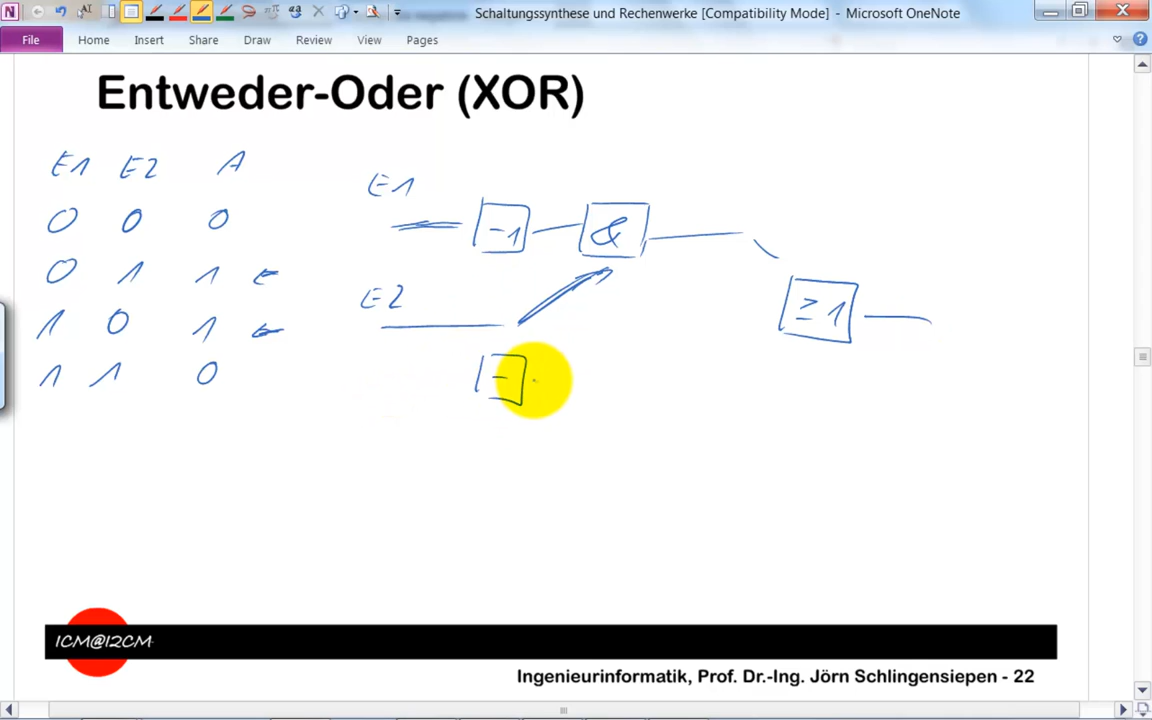 Schaltungssynthese und Rechenwerke [Compatibility Mode] - Microsoft OneNote
File Home Insert Share Draw Review View Pages
Entweder-Oder (XOR)
E1 E2 A
0 0 0
0 1 1 ←
1 0 1 ←
1 1 0
E1
-1 &
E2
≥1
-
1CM@12CM
Ingenieurinformatik, Prof. Dr.-Ing. Jörn Schlingensiepen - 22